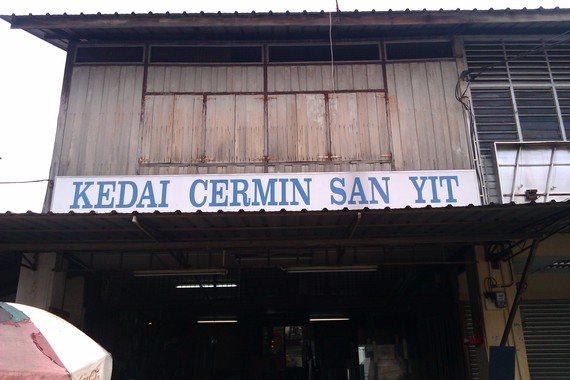 KEDAI CERMIN SAN YIT